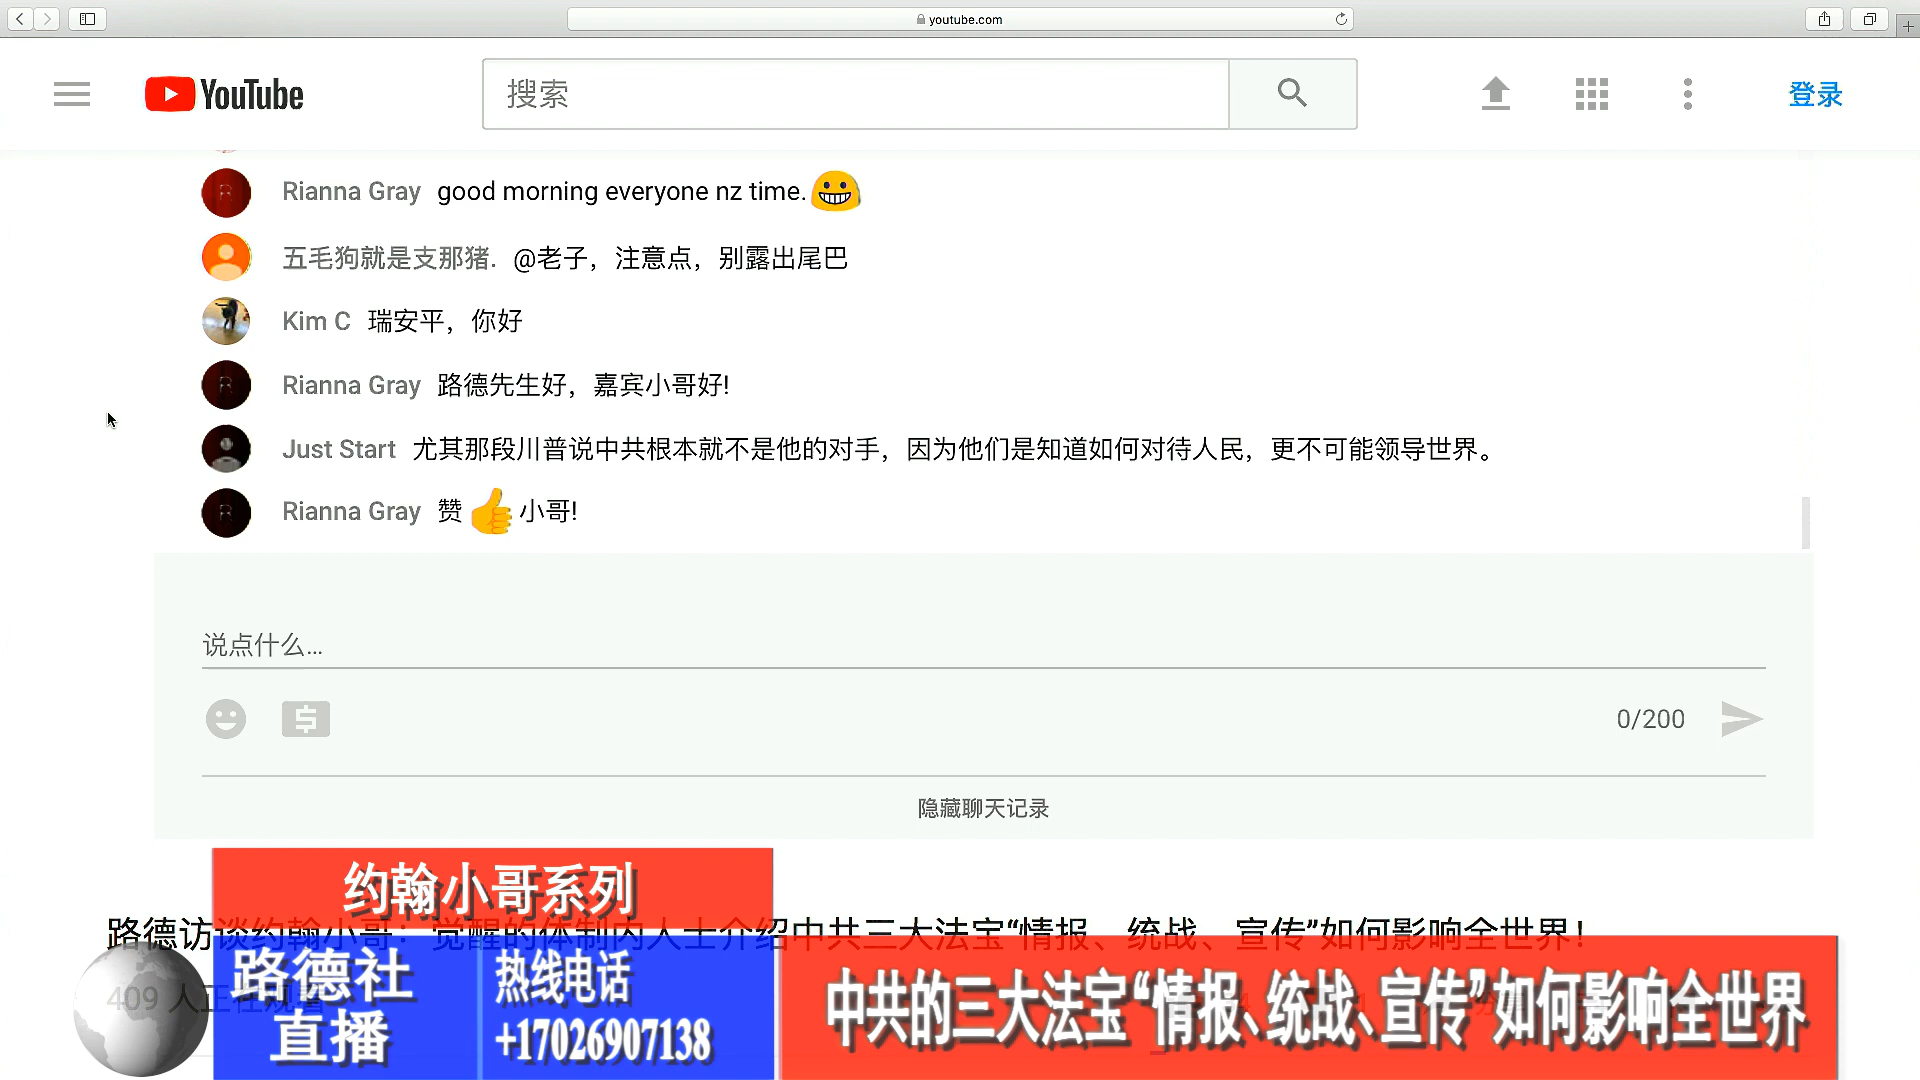 youtube.com
YouTube
搜索
登录
Rianna Gray good morning everyone nz time.
五毛狗就是支那猪. @老子，注意点，别露出尾巴
Kim C 瑞安平，你好
Rianna Gray 路德先生好，嘉宾小哥好!
Just Start 尤其那段川普说中共根本就不是他的对手，因为他们是知道如何对待人民，更不可能领导世界。
Rianna Gray 赞 小哥!
说点什么...
0/200
隐藏聊天记录
约翰小哥系列
路德访谈约翰小哥：觉醒的体制内人士介绍中共三大法宝“情报、统战、宣传”如何影响全世界！
409 人正在观看
路德社
直播
热线电话
+17026907138
中共的三大法宝“情报、统战、宣传”如何影响全世界